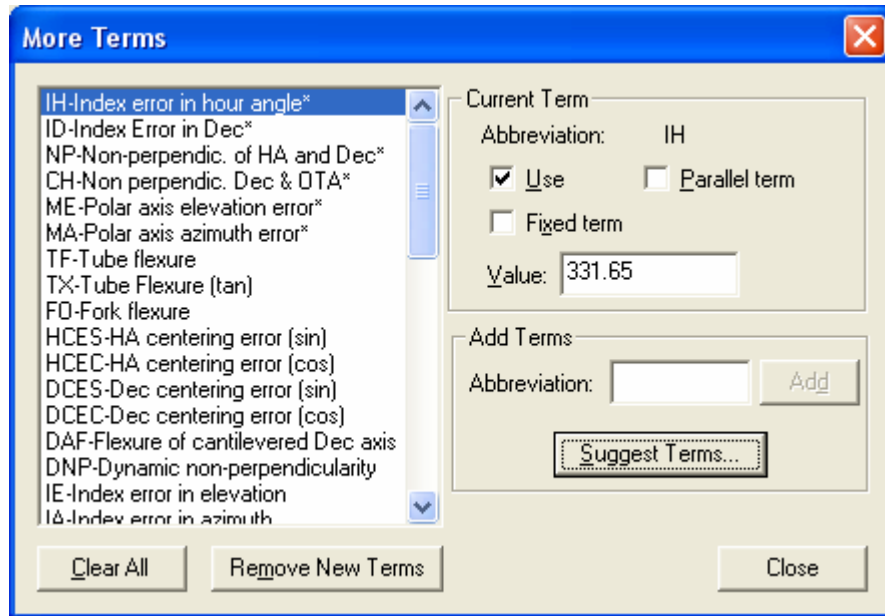 More Terms
IH-Index error in hour angle*
ID-Index Error in Dec*
NP-Non-perpendic. of HA and Dec*
CH-Non perpendic. Dec & OTA*
ME-Polar axis elevation error*
MA-Polar axis azimuth error*
TF-Tube flexure
TX-Tube Flexure (tan)
FO-Fork flexure
HCES-HA centering error (sin)
HCEC-HA centering error (cos)
DCES-Dec centering error (sin)
DCEC-Dec centering error (cos)
DAF-Flexure of cantilevered Dec axis
DNP-Dynamic non-perpendicularity
IE-Index error in elevation
IA-Index error in azimuth
Current Term
Abbreviation: IH
Use Parallel term
Fixed term
Value: 331.65
Add Terms
Abbreviation: Add
Suggest Terms...
Clear All Remove New Terms Close